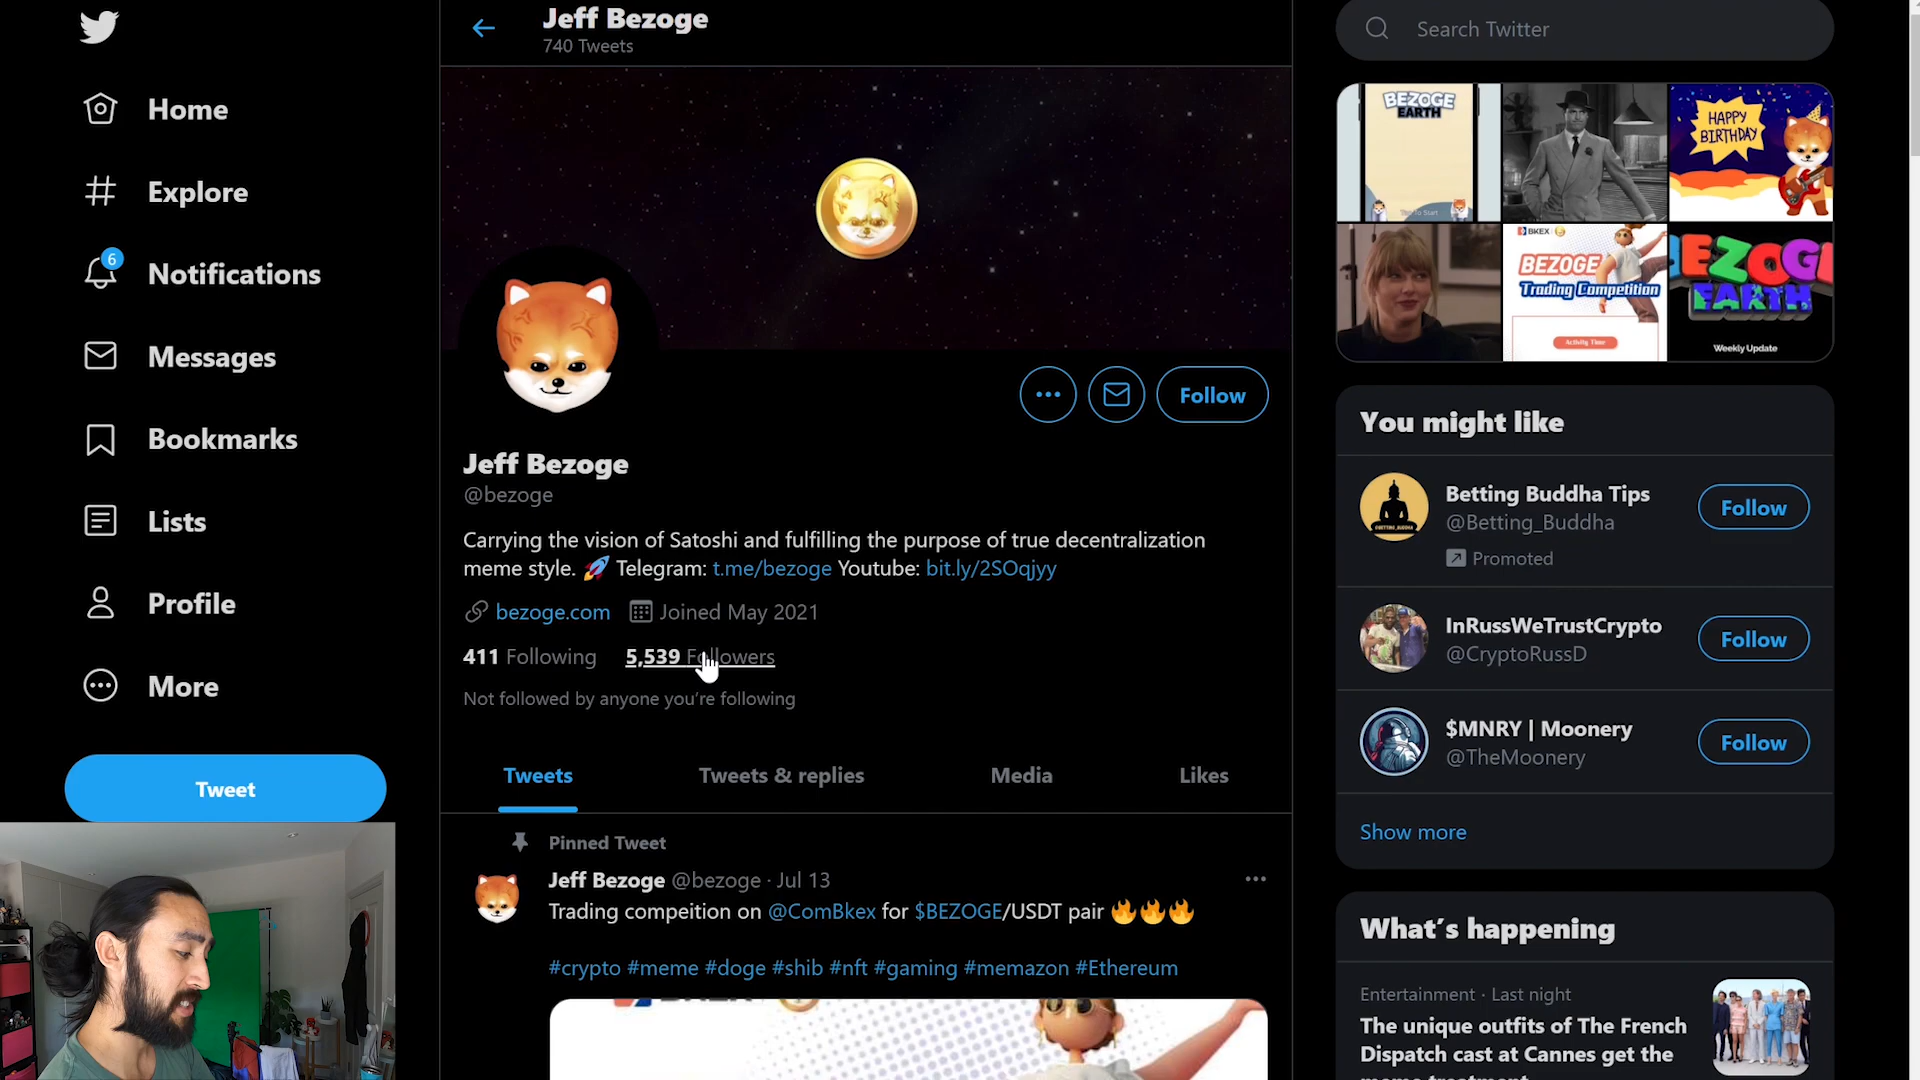 Jeff Bezoge
740 Tweets
Search Twitter
Home
Explore
6
Notifications
Messages
Bookmarks
Lists
Profile
More
Tweet
Follow
Jeff Bezoge
@bezoge
Carrying the vision of Satoshi and fulfilling the purpose of true decentralization
meme style. 🚀 Telegram: t.me/bezoge Youtube: bit.ly/2SOqjyy
bezoge.com Joined May 2021
411 Following 5,539 Followers
Not followed by anyone you're following
Tweets Tweets & replies Media Likes
Pinned Tweet
Jeff Bezoge @bezoge · Jul 13
Trading compeition on @ComBkex for $BEZOGE/USDT pair 🔥🔥🔥
#crypto #meme #doge #shib #nft #gaming #memazon #Ethereum
BEZOGE
EARTH
Tap To Start
HAPPY
BIRTHDAY
BKEX
BEZOGE
Trading Competition
Activity Time
EZOG
EARTH
Weekly Update
You might like
Betting Buddha Tips
@Betting_Buddha
Promoted
Follow
InRussWeTrustCrypto
@CryptoRussD
Follow
$MNRY | Moonery
@TheMoonery
Follow
Show more
What's happening
Entertainment · Last night
The unique outfits of The French
Dispatch cast at Cannes get the